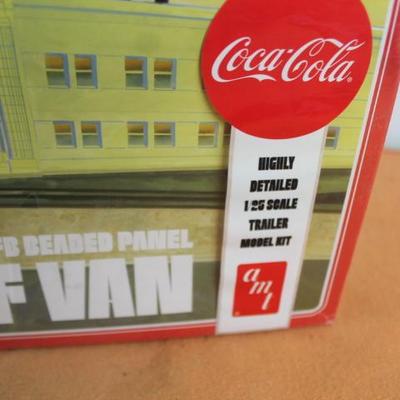 Coca-Cola
HIGHLY
DETAILED
1/25 SCALE
TRAILER
MODEL KIT
FB BEADED PANEL
F VAN
amt